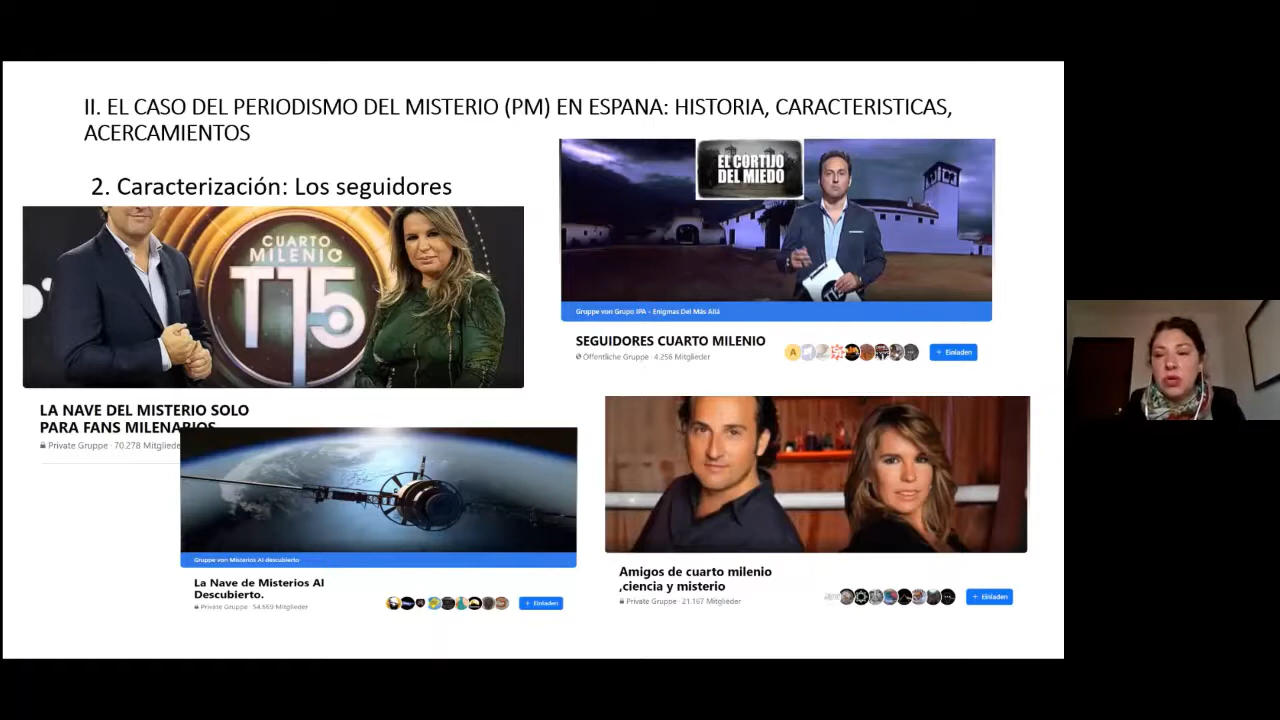 II. EL CASO DEL PERIODISMO DEL MISTERIO (PM) EN ESPANA: HISTORIA, CARACTERISTICAS,
ACERCAMIENTOS
2. Caracterización: Los seguidores
CUARTO
MILENIO
T15
LA NAVE DEL MISTERIO SOLO
PARA FANS MILENARIOS
Private Gruppe · 70.278 Mitgliede
EL CORTIJO
DEL MIEDO
Gruppe von Grupo IPA - Enigmas Del Más Allá
SEGUIDORES CUARTO MILENIO
Öffentliche Gruppe · 4.256 Mitglieder
A
+ Einladen
Gruppe von Misterios Al descubierto
La Nave de Misterios Al
Descubierto.
Private Gruppe · 54.669 Mitglieder
+ Einladen
Amigos de cuarto milenio
,ciencia y misterio
Private Gruppe · 21.167 Mitglieder
+ Einladen